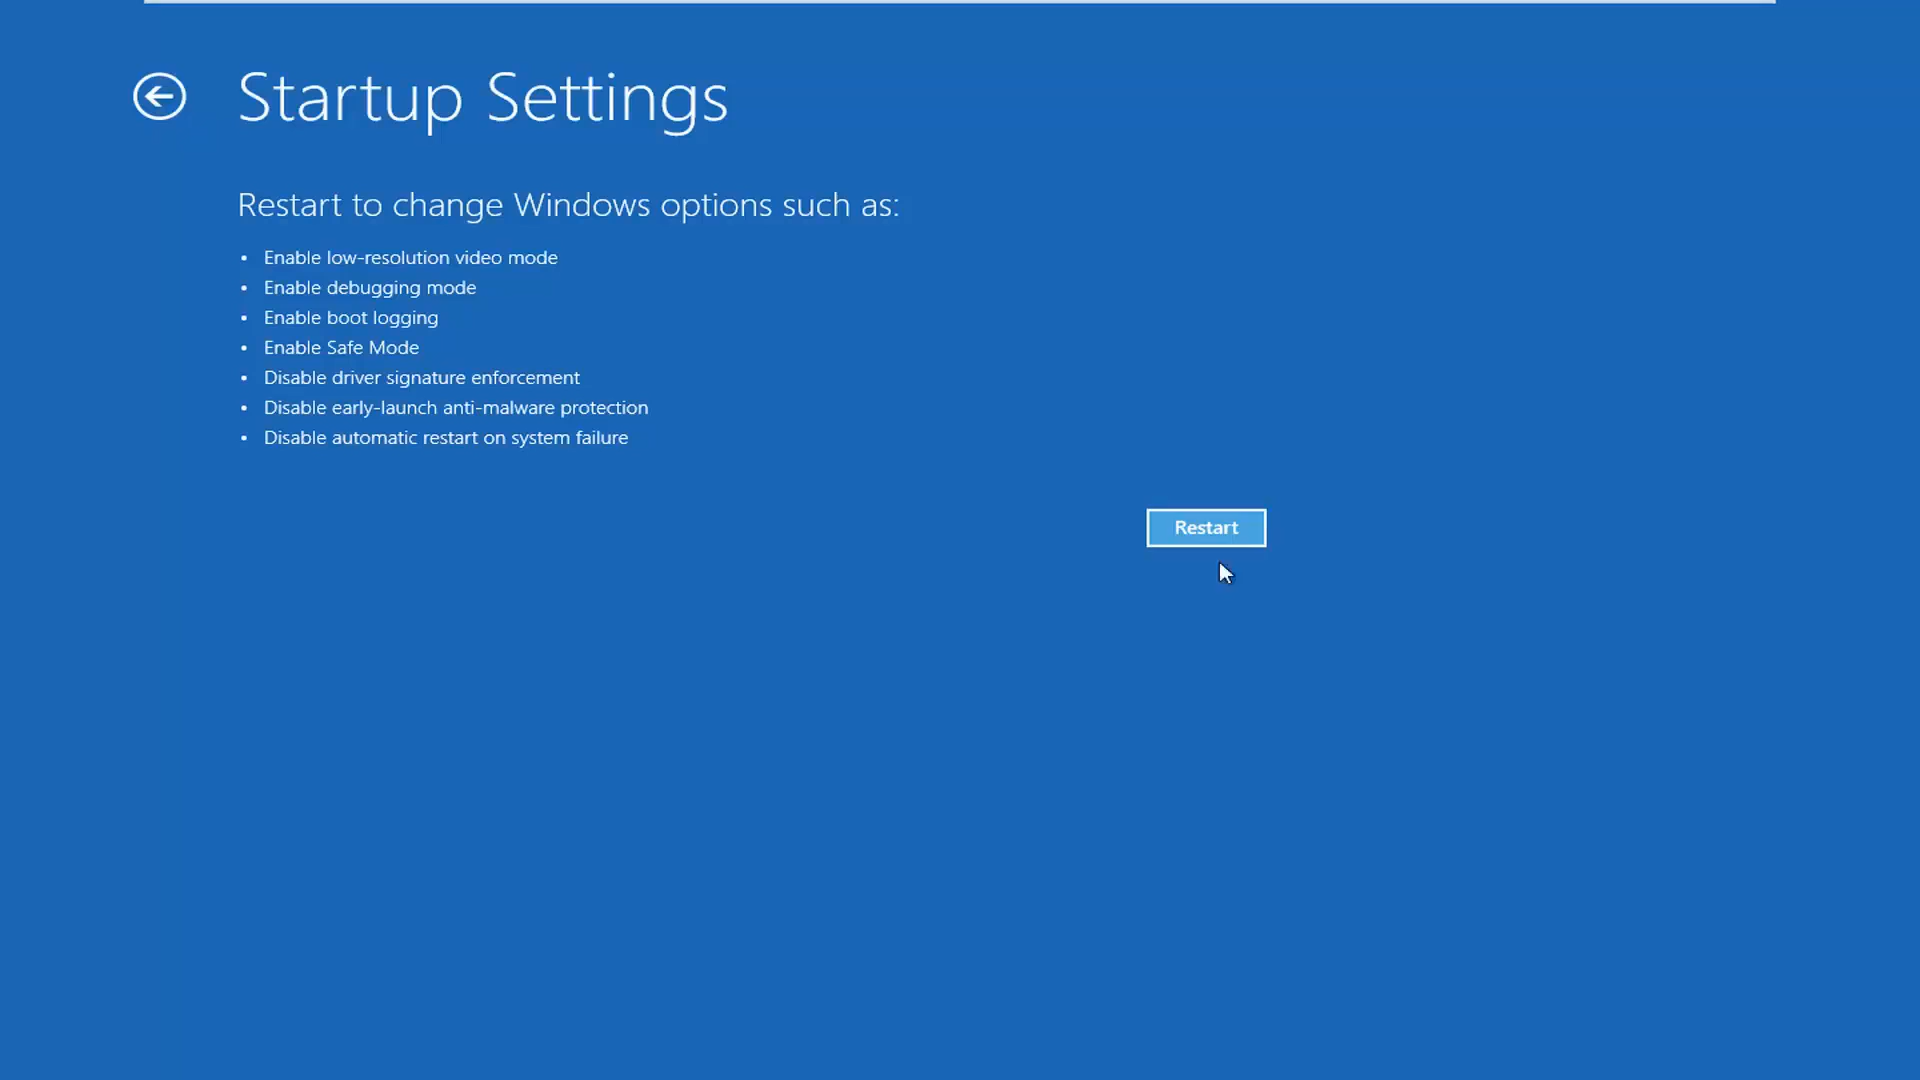 Startup Settings
Restart to change Windows options such as:
• Enable low-resolution video mode
• Enable debugging mode
• Enable boot logging
• Enable Safe Mode
• Disable driver signature enforcement
• Disable early-launch anti-malware protection
• Disable automatic restart on system failure
Restart